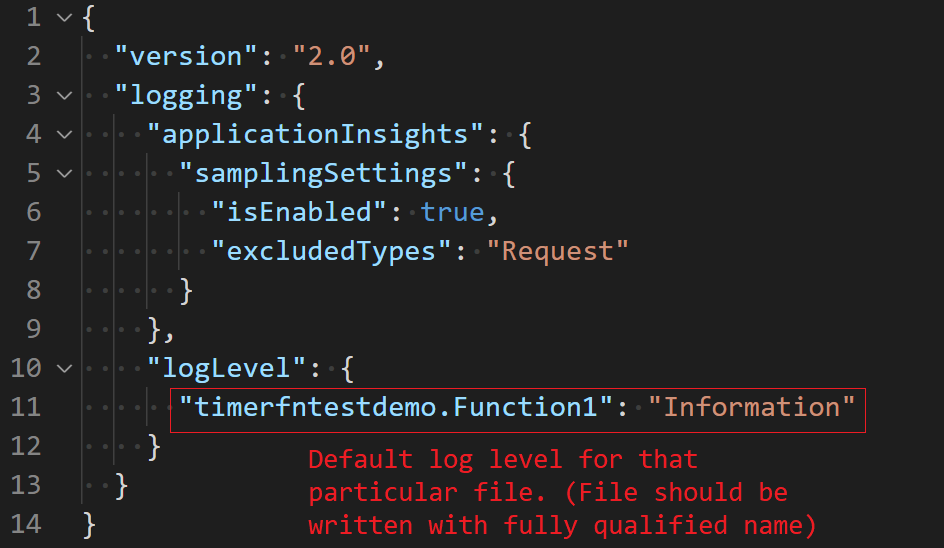 1 {
2   "version": "2.0",
3   "logging": {
4     "applicationInsights": {
5       "samplingSettings": {
6         "isEnabled": true,
7         "excludedTypes": "Request"
8       }
9     },
10     "logLevel": {
11       "timerfntestdemo.Function1": "Information"
12     }
13   }
14 }
Default log level for that
particular file. (File should be
written with fully qualified name)